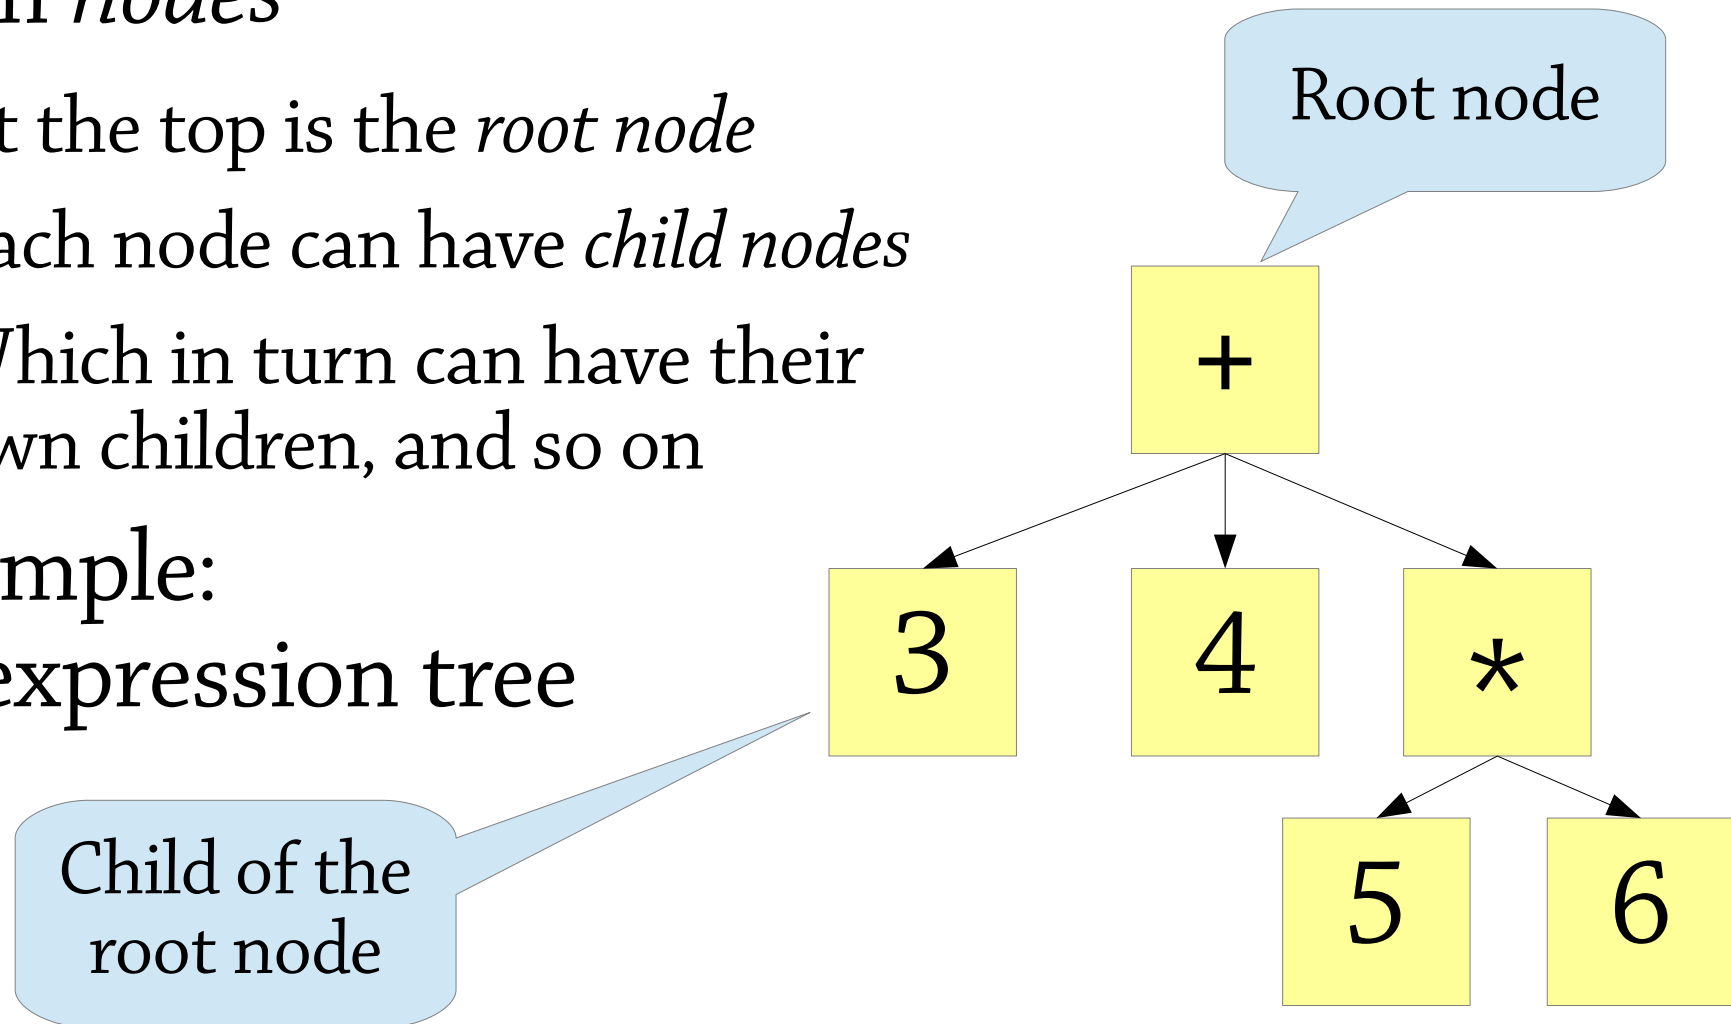 nodes
t the top is the root node
ach node can have child nodes
Which in turn can have their
wn children, and so on
mple:
expression tree
Root node
+
3 4 *
5 6
Child of the
root node